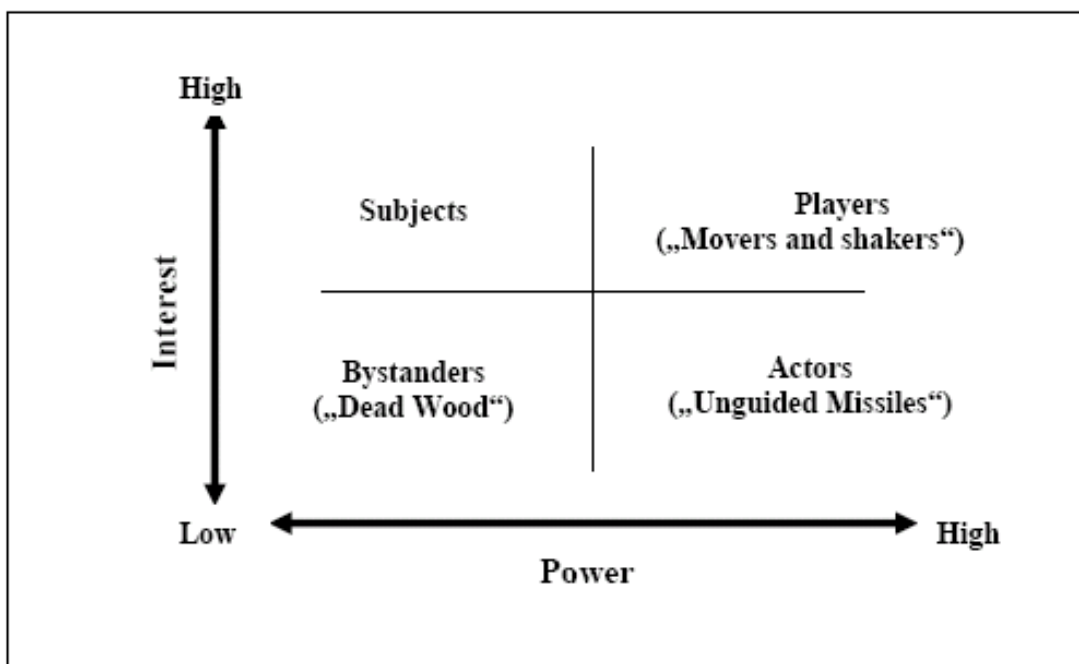 High
Subjects
Players
(„Movers and shakers“)
Interest
Bystanders
(„Dead Wood“)
Actors
(„Unguided Missiles“)
Low
High
Power